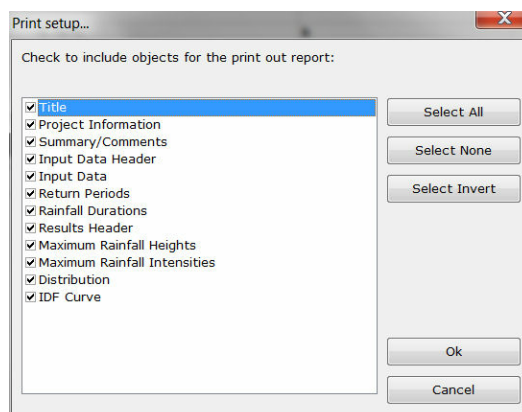 Print setup...
Check to include objects for the print out report:
Title
Project Information
Summary/Comments
Input Data Header
Input Data
Return Periods
Rainfall Durations
Results Header
Maximum Rainfall Heights
Maximum Rainfall Intensities
Distribution
IDF Curve
Select All
Select None
Select Invert
Ok
Cancel